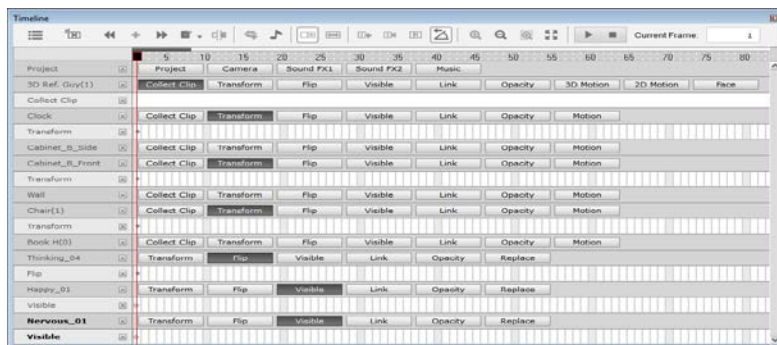 Timeline
Current Frame: 1
5 10 15 20 25 30 35 40 45 50 55 60 65 70 75 80
Project Project Camera Sound FX1 Sound FX2 Music
3D Ref. Guy(1) Collect Clip Transform Flip Visible Link Opacity 3D Motion 2D Motion Face
Collect Clip
Clock Collect Clip Transform Flip Visible Link Opacity Motion
Transform
Cabinet_B_Side Collect Clip Transform Flip Visible Link Opacity Motion
Cabinet_B_Front Collect Clip Transform Flip Visible Link Opacity Motion
Transform
Wall Collect Clip Transform Flip Visible Link Opacity Motion
Chair(1) Collect Clip Transform Flip Visible Link Opacity Motion
Transform
Book H(0) Collect Clip Transform Flip Visible Link Opacity Motion
Thinking_04 Transform Flip Visible Link Opacity Replace
Flip
Happy_01 Transform Flip Visible Link Opacity Replace
Visible
Nervous_01 Transform Flip Visible Link Opacity Replace
Visible